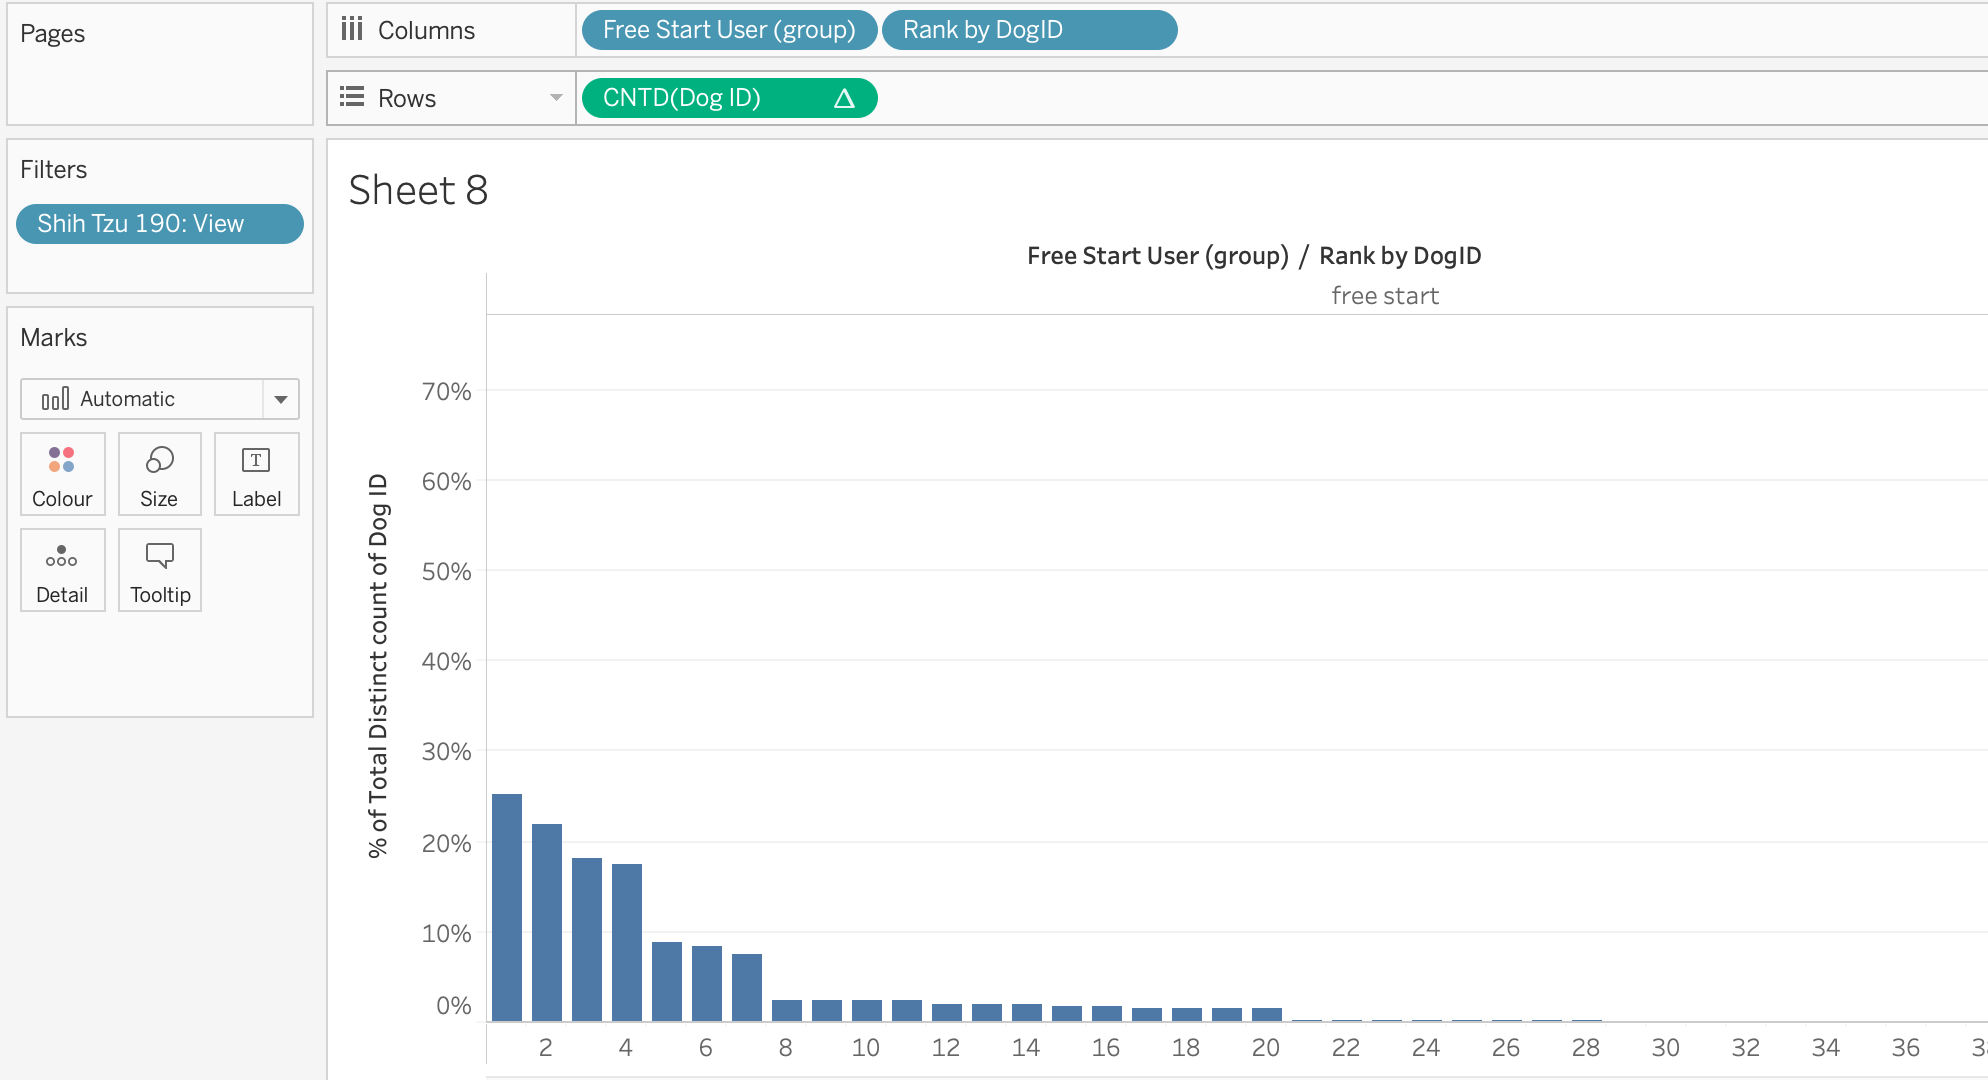 Pages
Columns
Free Start User (group)
Rank by DogID
Rows
CNTD(Dog ID)
Filters
Shih Tzu 190: View
Marks
Automatic
Colour
Size
Label
Detail
Tooltip
Sheet 8
Free Start User (group) / Rank by DogID
free start
% of Total Distinct count of Dog ID
70%
60%
50%
40%
30%
20%
10%
0%
2 4 6 8 10 12 14 16 18 20 22 24 26 28 30 32 34 36